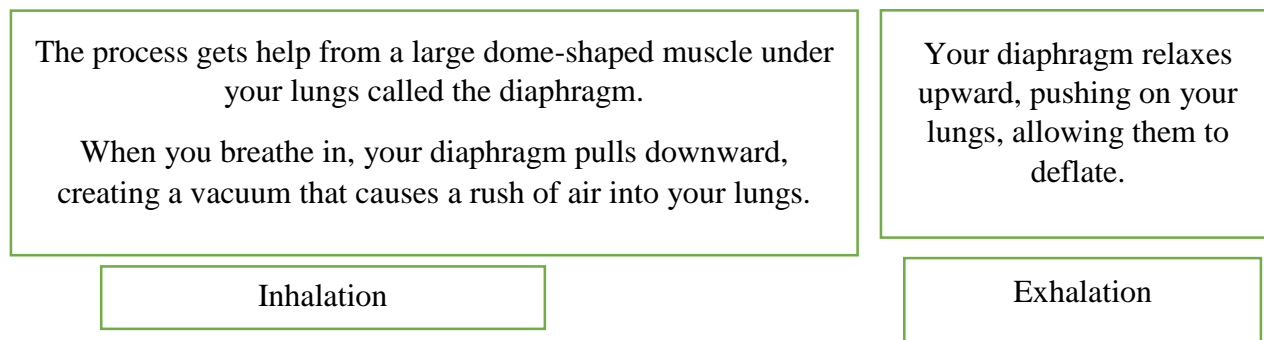 The process gets help from a large dome-shaped muscle under
your lungs called the diaphragm.
When you breathe in, your diaphragm pulls downward,
creating a vacuum that causes a rush of air into your lungs.
Inhalation
Your diaphragm relaxes
upward, pushing on your
lungs, allowing them to
deflate.
Exhalation